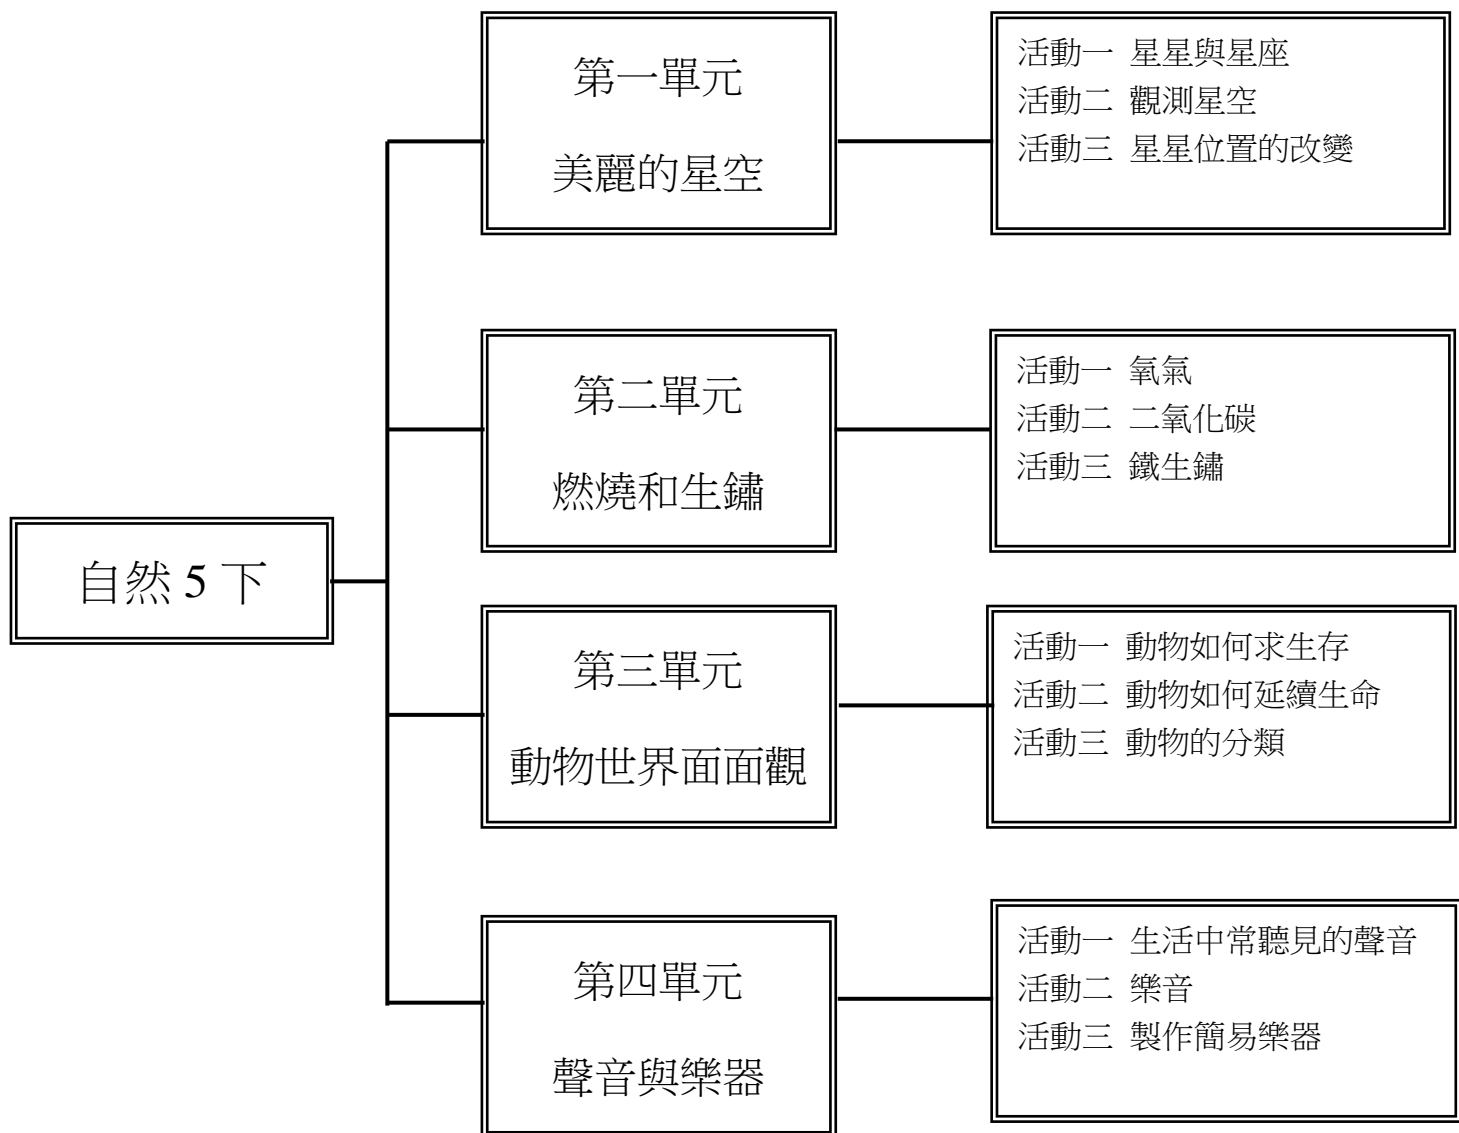 自然 5 下
第一單元
美麗的星空
活動一 星星與星座
活動二 觀測星空
活動三 星星位置的改變
第二單元
燃燒和生鏽
活動一 氧氣
活動二 二氧化碳
活動三 鐵生鏽
第三單元
動物世界面面觀
活動一 動物如何求生存
活動二 動物如何延續生命
活動三 動物的分類
第四單元
聲音與樂器
活動一 生活中常聽見的聲音
活動二 樂音
活動三 製作簡易樂器